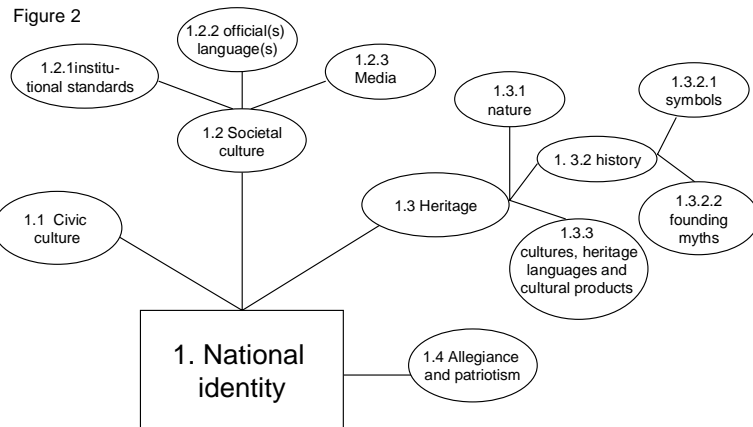 Figure 2
1.2.2 official(s)
language(s)
1.2.1institu-
tional standards
1.2.3
Media
1.2 Societal
culture
1.3.1
nature
1.3.2.1
symbols
1. 3.2 history
1.3 Heritage
1.3.2.2
founding
myths
1.1 Civic
culture
1.3.3
cultures, heritage
languages and
cultural products
1. National
identity
1.4 Allegiance
and patriotism